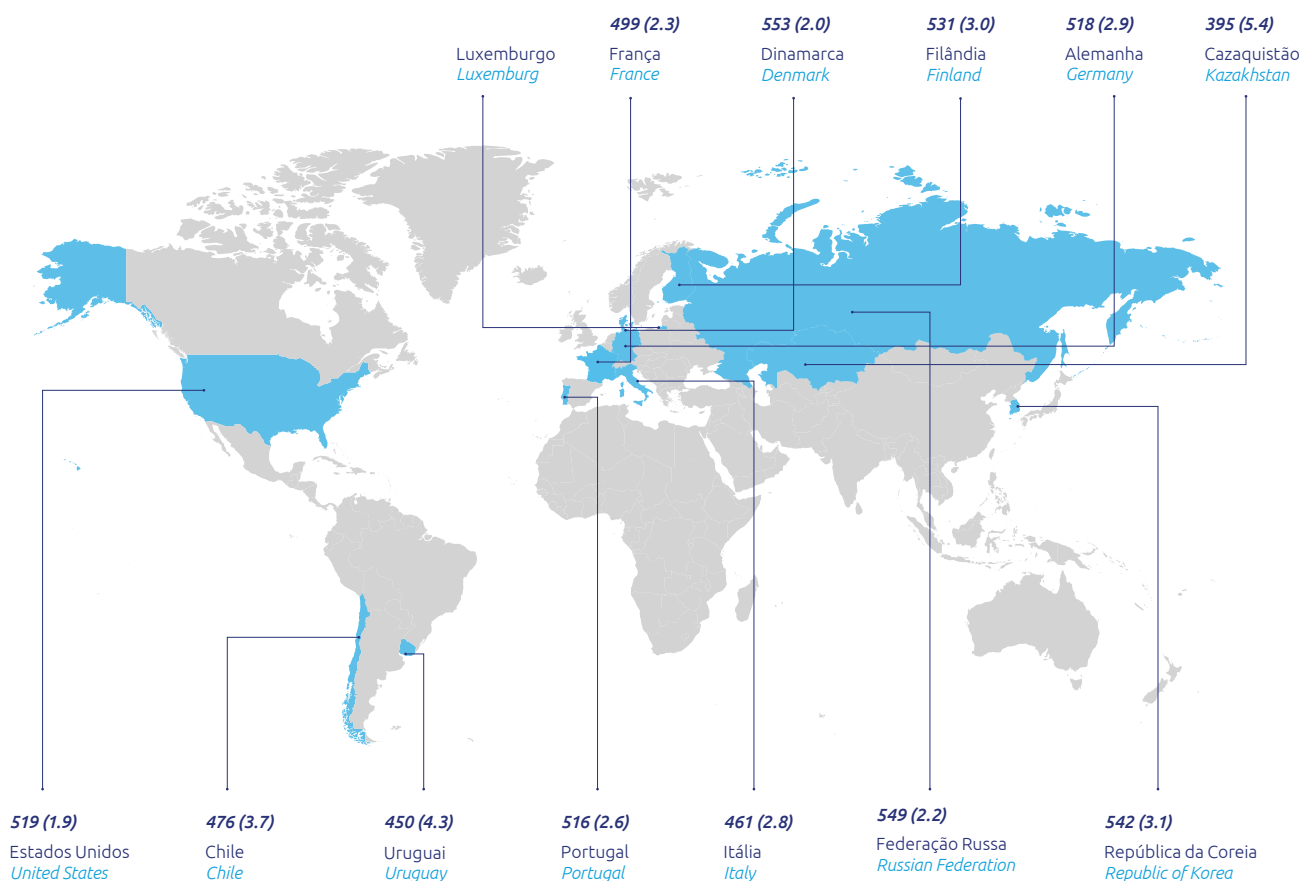 499 (2.3)
553 (2.0)
531 (3.0)
518 (2.9)
395 (5.4)
Luxemburgo
França
Dinamarca
Filândia
Alemanha
Cazaquistão
Luxemburg
France
Denmark
Finland
Germany
Kazakhstan
519 (1.9)
476 (3.7)
450 (4.3)
516 (2.6)
461 (2.8)
549 (2.2)
542 (3.1)
Estados Unidos
Chile
Uruguai
Portugal
Itália
Federação Russa
República da Coreia
United States
Chile
Uruguay
Portugal
Italy
Russian Federation
Republic of Korea